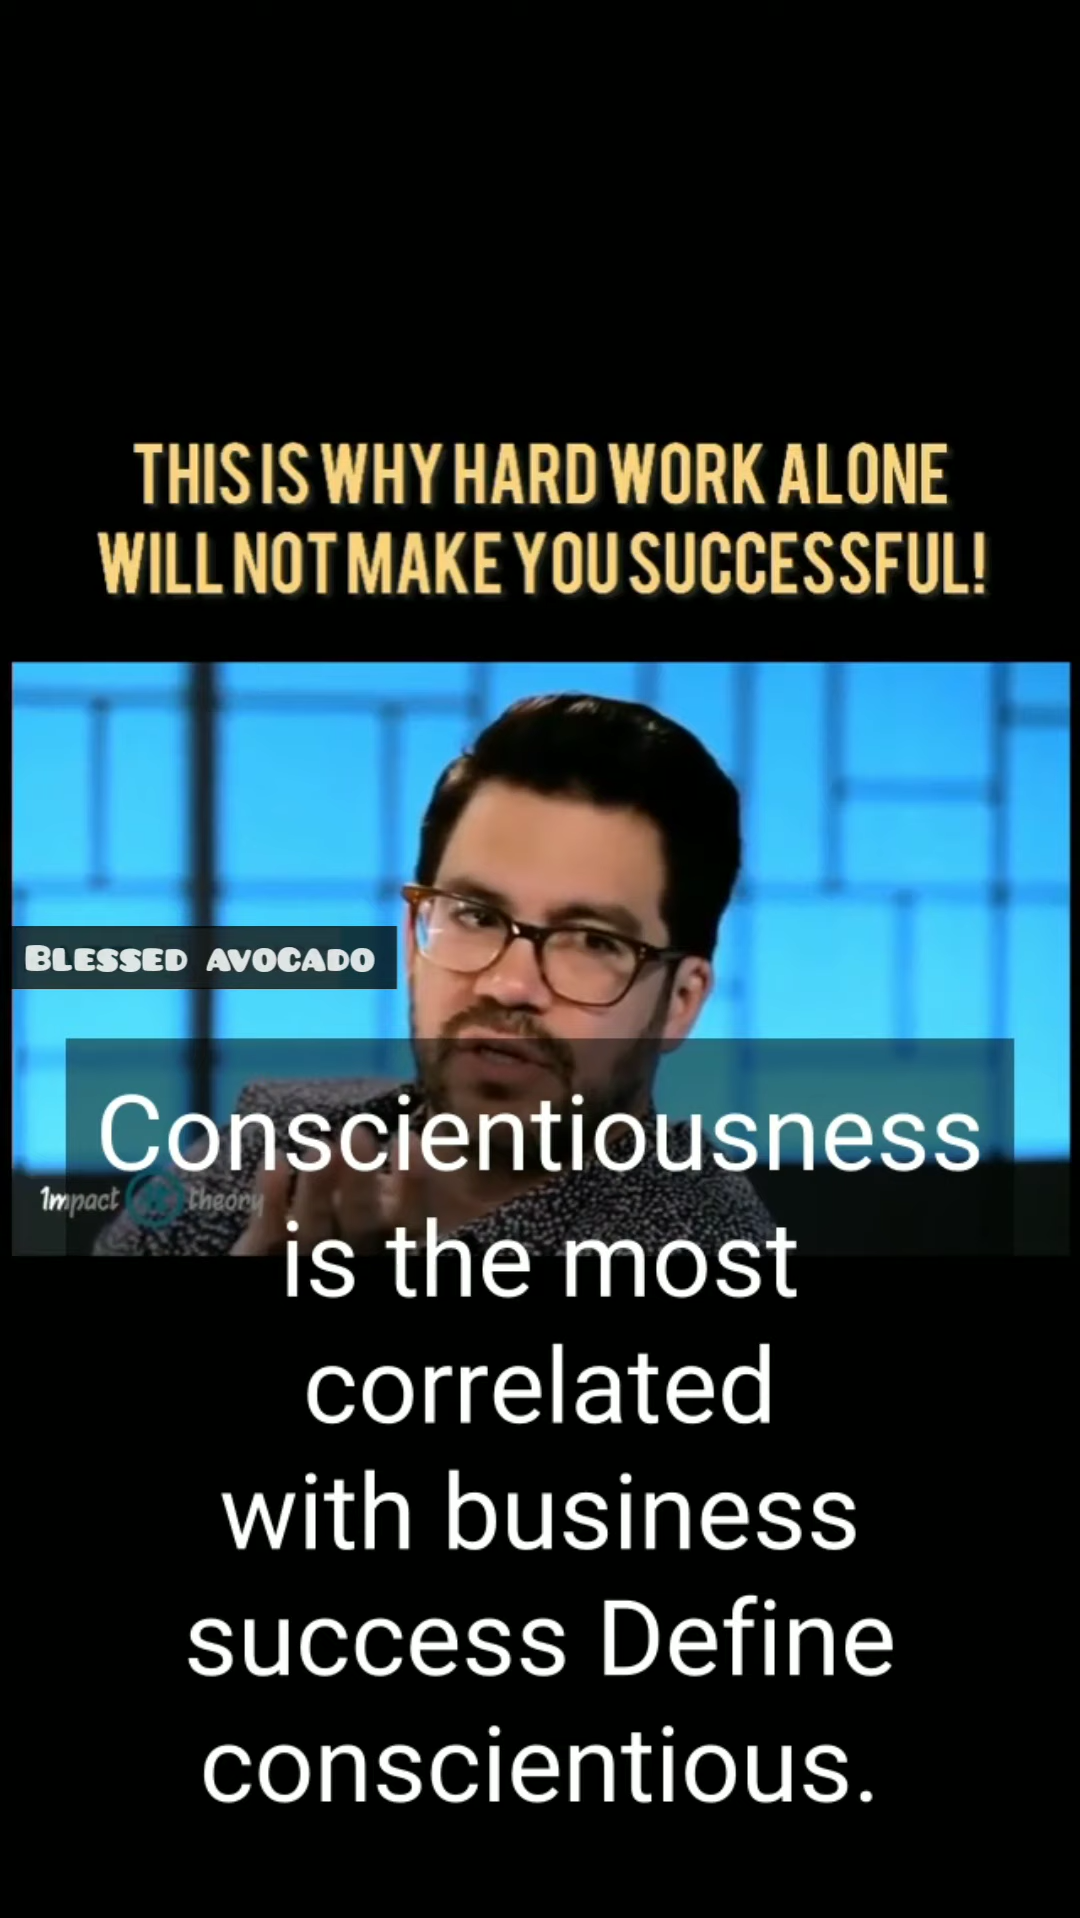 THIS IS WHY HARD WORK ALONE
WILL NOT MAKE YOU SUCCESSFUL!
BLESSED AVOCADO
Conscientiousness
1mpact theory
is the most
correlated
with business
success Define
conscientious.